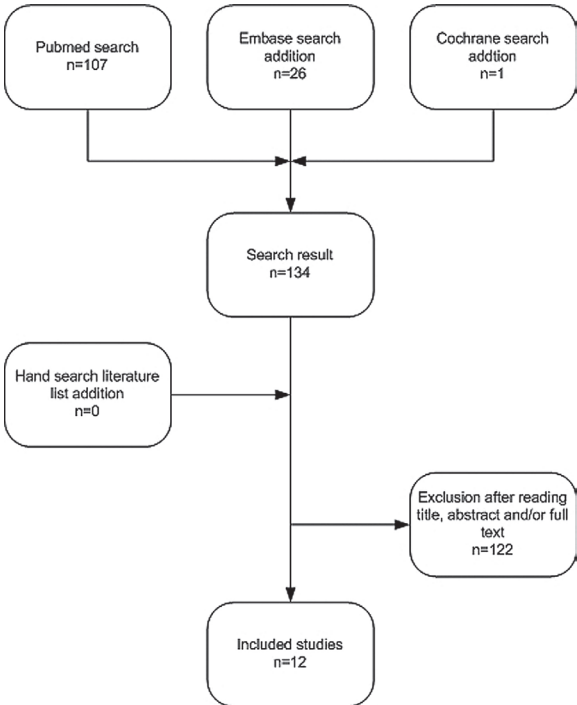 Pubmed search
n=107
Embase search
addition
n=26
Cochrane search
addtion
n=1
Search result
n=134
Hand search literature
list addition
n=0
Exclusion after reading
title, abstract and/or full
text
n=122
Included studies
n=12